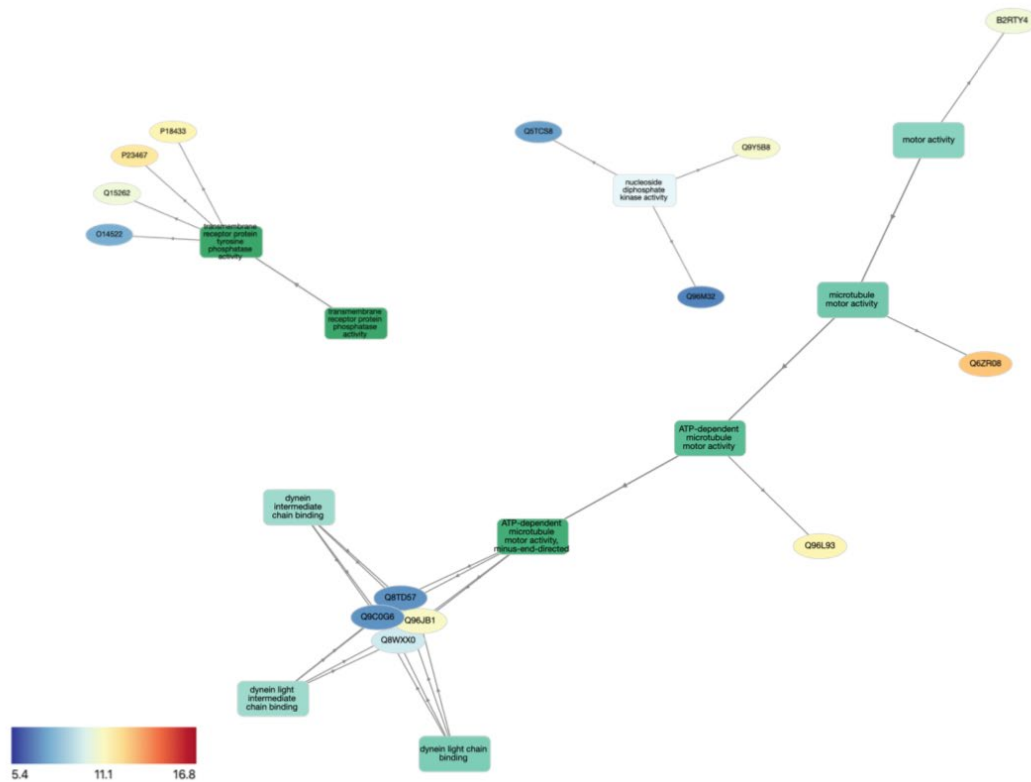 B2RTY4
P18433
Q5TCS8
motor activity
P23467
Q9Y5B8
nucleoside
diphosphate
kinase activity
Q15262
transmembrane
receptor protein
tyrosine
phosphatase
activity
O14522
Q96M32
microtubule
motor activity
transmembrane
receptor protein
phosphatase
activity
Q6ZR08
ATP-dependent
microtubule
motor activity
dynein
intermediate
chain binding
ATP-dependent
microtubule
motor activity,
minus-end-directed
Q96L93
Q8TD57
Q9C0G6
Q96JB1
Q8WXX0
dynein light
intermediate
chain binding
dynein light chain
binding
5.4 11.1 16.8